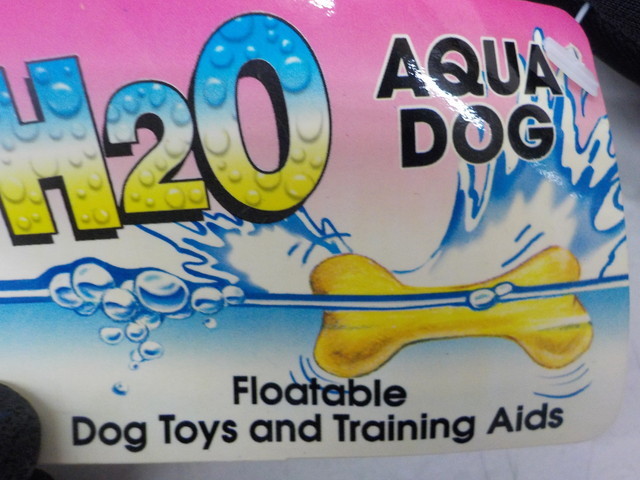 H2O
AQUA
DOG
Floatable
Dog Toys and Training Aids